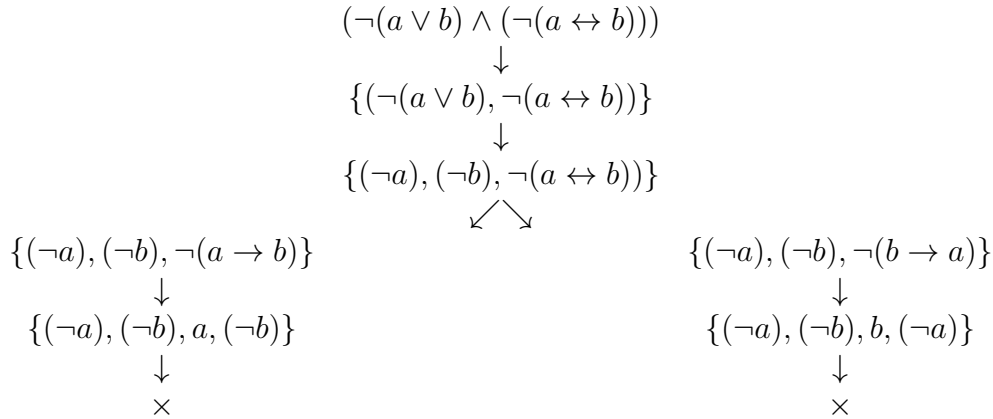 (¬(a ∨ b) ∧ (¬(a ↔ b)))
↓
{(¬(a ∨ b), ¬(a ↔ b))}
↓
{(¬a), (¬b), ¬(a ↔ b))}
↙↘
{(¬a), (¬b), ¬(a → b)} {(¬a), (¬b), ¬(b → a)}
↓ ↓
{(¬a), (¬b), a, (¬b)} {(¬a), (¬b), b, (¬a)}
↓ ↓
× ×